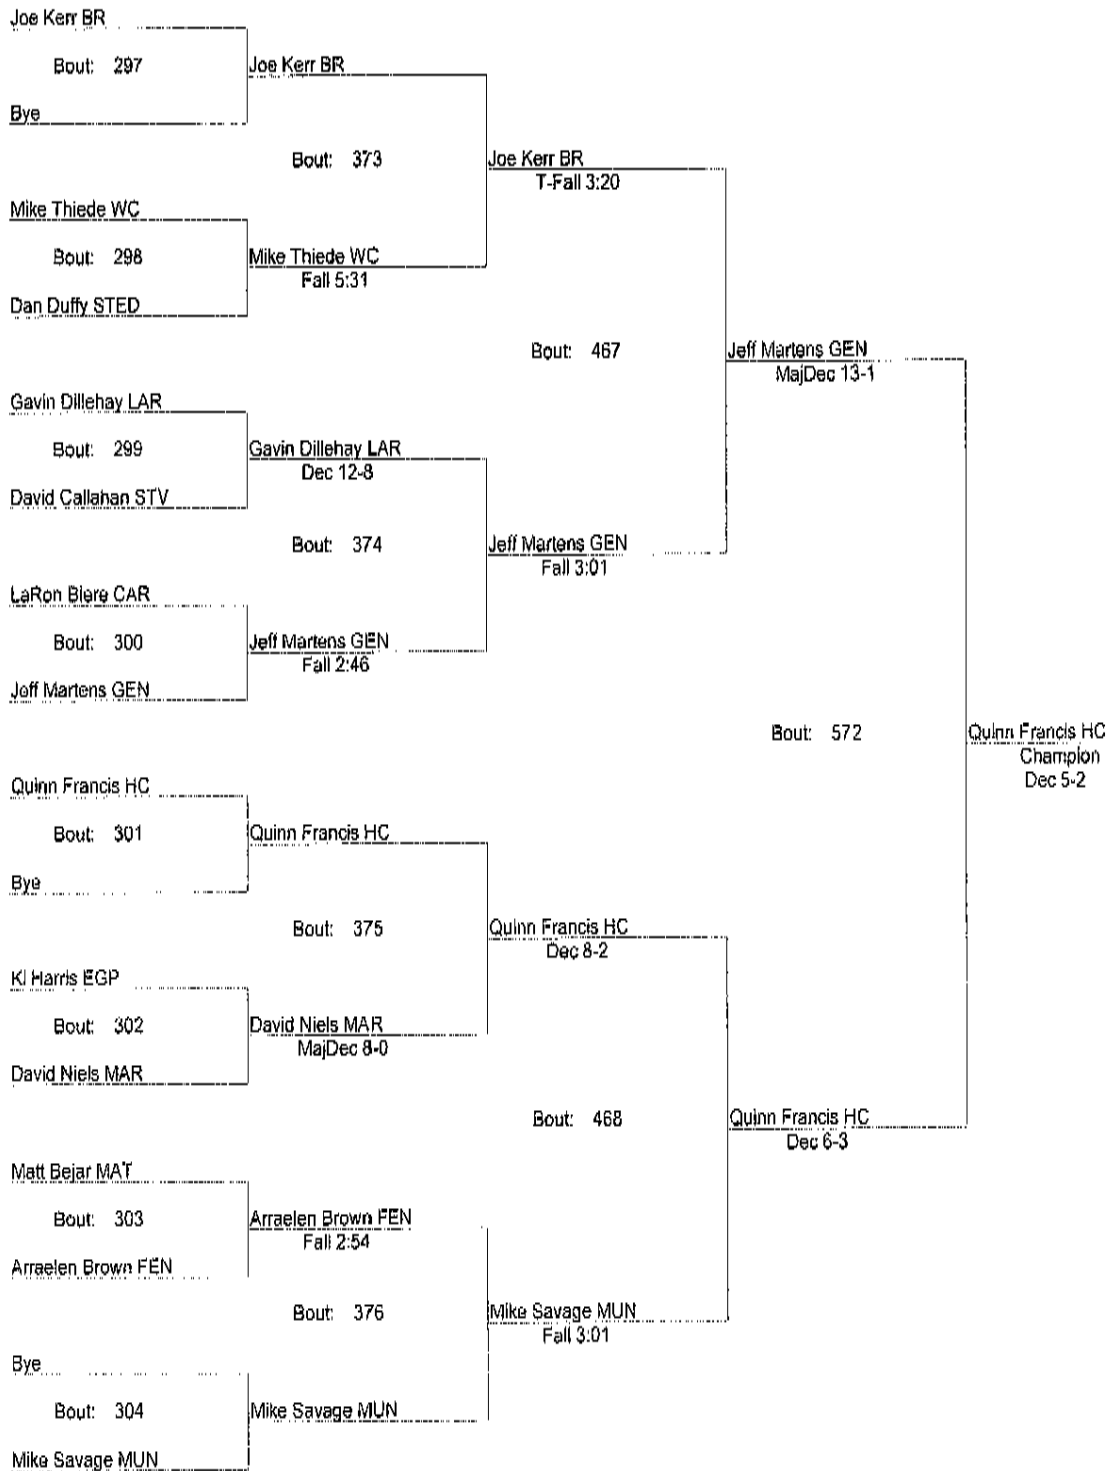 Joe Kerr BR
Bout: 297
Joe Kerr BR
Bye
Bout: 373
Joe Kerr BR
T-Fall 3:20
Mike Thiede WC
Bout: 298
Mike Thiede WC
Fall 5:31
Dan Duffy STED
Bout: 467
Jeff Martens GEN
MajDec 13-1
Gavin Dillehay LAR
Bout: 299
Gavin Dillehay LAR
Dec 12-8
David Callahan STV
Bout: 374
Jeff Martens GEN
Fall 3:01
LaRon Biere CAR
Bout: 300
Jeff Martens GEN
Fall 2:46
Jeff Martens GEN
Bout: 572
Quinn Francis HC
Champion
Dec 5-2
Quinn Francis HC
Bout: 301
Quinn Francis HC
Bye
Bout: 375
Quinn Francis HC
Dec 8-2
KI Harris EGP
Bout: 302
David Niels MAR
MajDec 8-0
David Niels MAR
Bout: 468
Quinn Francis HC
Dec 6-3
Matt Bejar MAT
Bout: 303
Arraelen Brown FEN
Fall 2:54
Arraelen Brown FEN
Bout: 376
Mike Savage MUN
Fall 3:01
Bye
Bout: 304
Mike Savage MUN
Mike Savage MUN